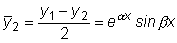 ȳ₂ = (y₁ − y₂)/2 = e^{αx} sin βx